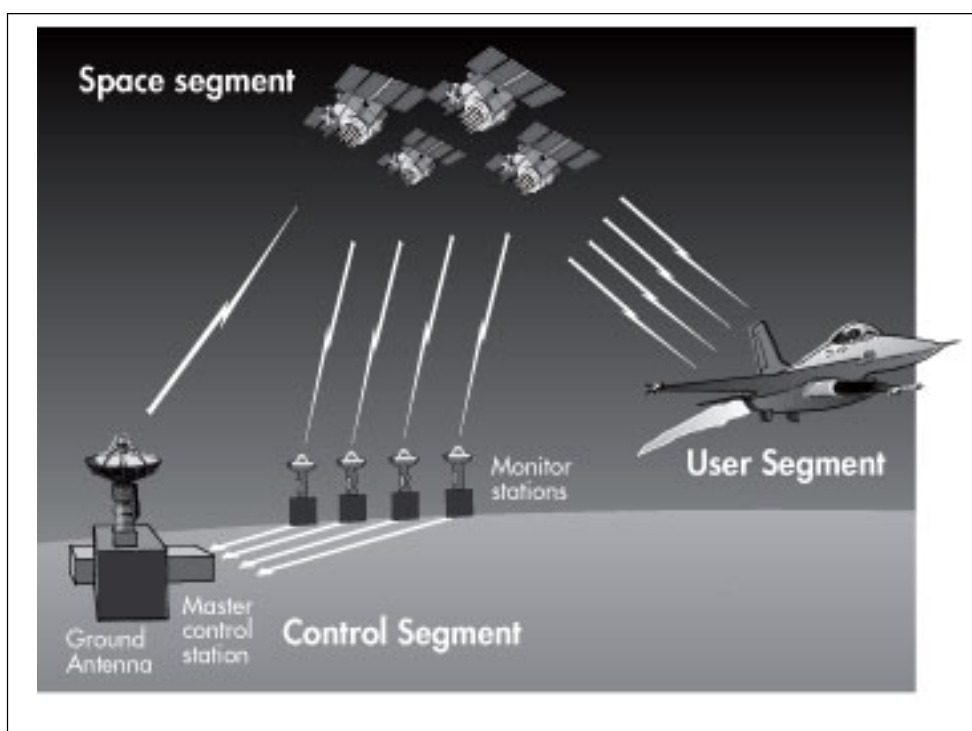 Space segment
Monitor
stations
User Segment
Ground
Antenna
Master
control
station
Control Segment